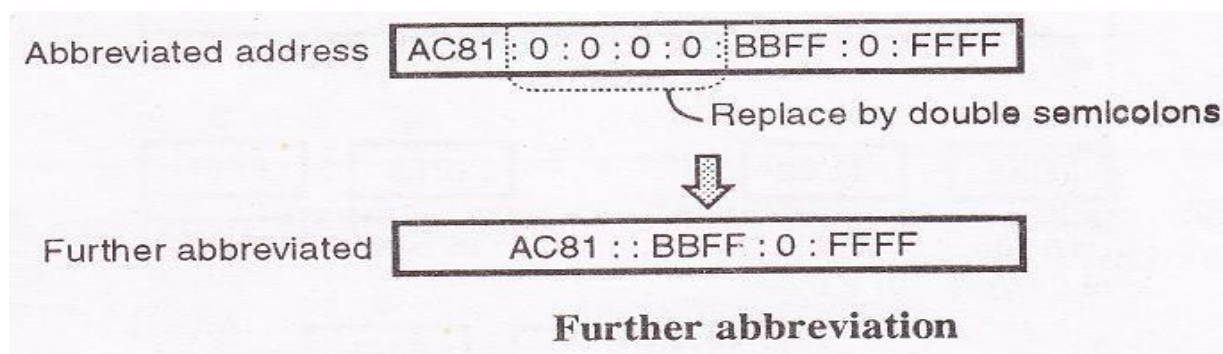 Abbreviated address AC81 : 0 : 0 : 0 : 0 : BBFF : 0 : FFFF
Replace by double semicolons
Further abbreviated AC81 : : BBFF : 0 : FFFF
Further abbreviation